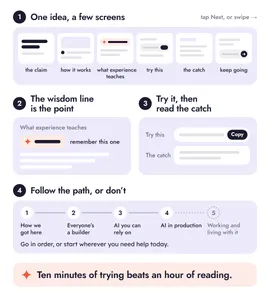 1 One idea, a few screens
tap Next, or swipe →
the claim
how it works
what experience
teaches
try this
the catch
keep going
2 The wisdom line
is the point
What experience teaches
remember this one
3 Try it, then
read the catch
Try this
Copy
The catch
4 Follow the path, or don’t
1 2 3 4 5
How we
got here
Everyone’s
a builder
AI you can
rely on
AI in production
Working and
living with it
Go in order, or start wherever you need help today.
Ten minutes of trying beats an hour of reading.